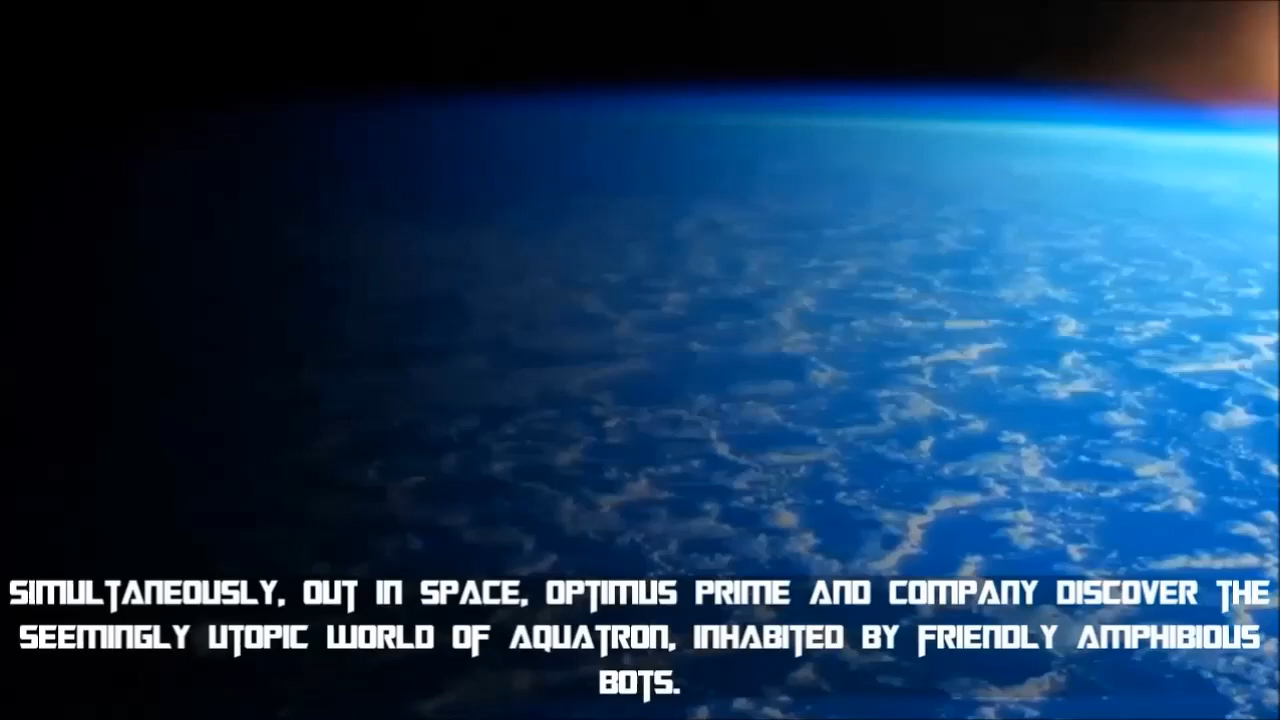 SIMULTANEOUSLY, OUT IN SPACE, OPTIMUS PRIME AND COMPANY DISCOVER THE
SEEMINGLY UTOPIC WORLD OF AQUATRON, INHABITED BY FRIENDLY AMPHIBIOUS
BOTS.